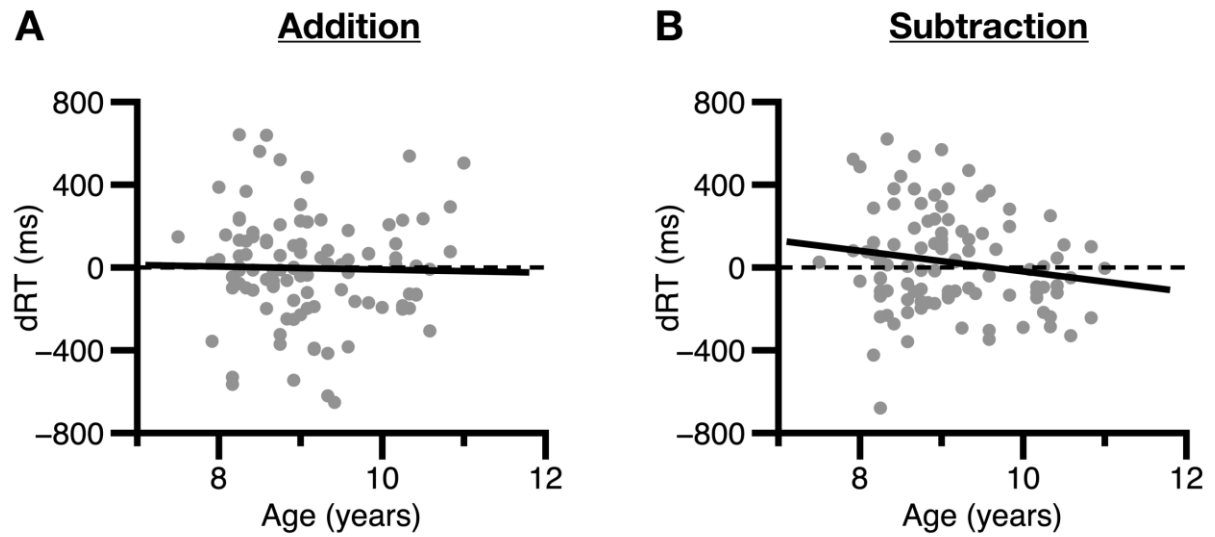 A Addition
800
400
0
−400
−800
dRT (ms)
8 10 12
Age (years)
B Subtraction
800
400
0
−400
−800
dRT (ms)
8 10 12
Age (years)